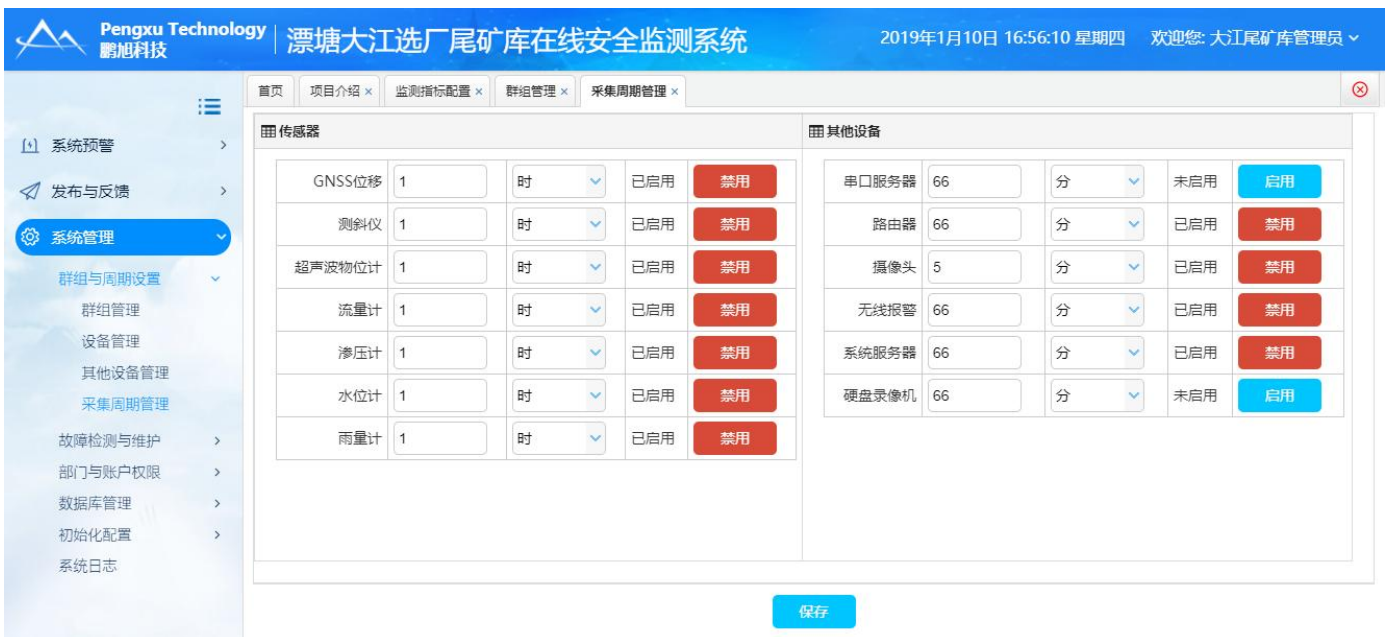 Pengxu Technology
鹏旭科技
漂塘大江选厂尾矿库在线安全监测系统
2019年1月10日 16:56:10 星期四 欢迎您: 大江尾矿库管理员
首页 项目介绍 × 监测指标配置 × 群组管理 × 采集周期管理 ×
系统预警
发布与反馈
系统管理
群组与周期设置
群组管理
设备管理
其他设备管理
采集周期管理
故障检测与维护
部门与账户权限
数据库管理
初始化配置
系统日志
传感器
GNSS位移 1 时 已启用 禁用
测斜仪 1 时 已启用 禁用
超声波物位计 1 时 已启用 禁用
流量计 1 时 已启用 禁用
渗压计 1 时 已启用 禁用
水位计 1 时 已启用 禁用
雨量计 1 时 已启用 禁用
其他设备
串口服务器 66 分 未启用 启用
路由器 66 分 已启用 禁用
摄像头 5 分 已启用 禁用
无线报警 66 分 已启用 禁用
系统服务器 66 分 已启用 禁用
硬盘录像机 66 分 未启用 启用
保存